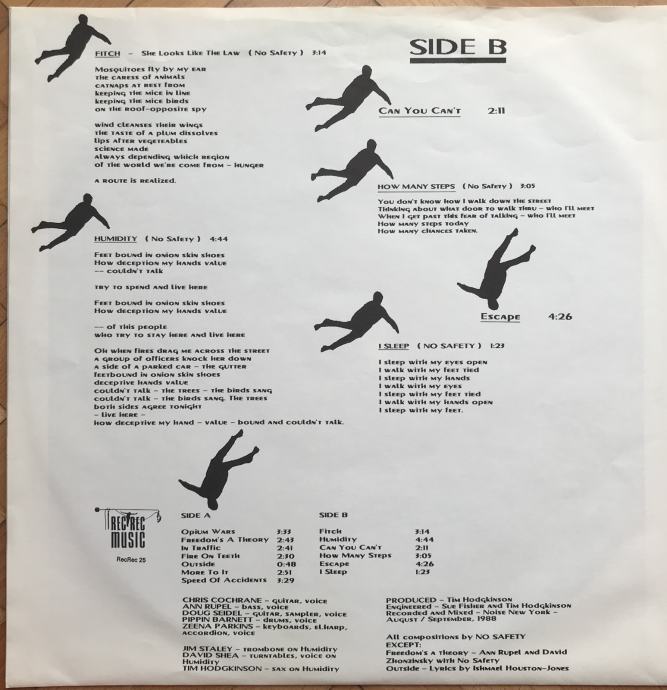 SIDE B
FITCH – She Looks Like The Law ( No Safety ) 3:14
Mosquitoes fly by my ear
the caress of animals
catnaps at rest from
keeping the mice in line
keeping the mice birds
on the roof-opposite spy
wind cleanses their wings
the taste of a plum dissolves
lips after vegetables
science made
always depending which region
of the world we're come from – hunger
a route is realized.
HUMIDITY ( No Safety ) 4:44
Feet bound in onion skin shoes
How deception my hands value
–– couldn't talk
try to spend and live here
Feet bound in onion skin shoes
How deception my hands value
–– of this people
who try to stay here and live here
Oh when fires drag me across the street
a group of officers knock her down
a side of a parked car – the gutter
feetbound in onion skin shoes
deceptive hands value
couldn't talk – the trees – the birds sang
couldn't talk – the birds sang. The trees
both sides agree tonight
– live here –
how deceptive my hand – value – bound and couldn't talk.
Can You Can't 2:11
HOW MANY STEPS ( No Safety ) 3:05
You don't know how I walk down the street
Thinking about what door to walk thru – who I'll meet
When I get past this fear of talking – who I'll meet
How many steps today
How many chances taken.
Escape 4:26
I SLEEP ( NO SAFETY ) 1:23
I sleep with my eyes open
I walk with my feet tied
I sleep with my hands
I walk with my eyes
I sleep with my feet tied
I walk with my hands open
I sleep with my feet.
RECREC
MUSIC
RecRec 25
SIDE A
Opium Wars 3:33
Freedom's A Theory 2:43
In Traffic 2:41
Fire On Teeth 2:30
Outside 0:48
More To It 2:51
Speed Of Accidents 3:29
SIDE B
Fitch 3:14
Humidity 4:44
Can You Can't 2:11
How Many Steps 3:05
Escape 4:26
I Sleep 1:23
CHRIS COCHRANE – guitar, voice
ANN RUPEL – bass, voice
DOUG SEIDEL – guitar, sampler, voice
PIPPIN BARNETT – drums, voice
ZEENA PARKINS – keyboards, el.harp,
accordion, voice
JIM STALEY – trombone on Humidity
DAVID SHEA – turntables, voice on
Humidity
TIM HODGKINSON – sax on Humidity
PRODUCED – Tim Hodgkinson
Engineered – Sue Fisher and Tim Hodgkinson
Recorded and Mixed – Noise New York –
August / September, 1988
All compositions by NO SAFETY
EXCEPT:
Freedom's a theory – Ann Rupel and David
Zhonzinsky with No Safety
Outside – Lyrics by Ishmael Houston-Jones